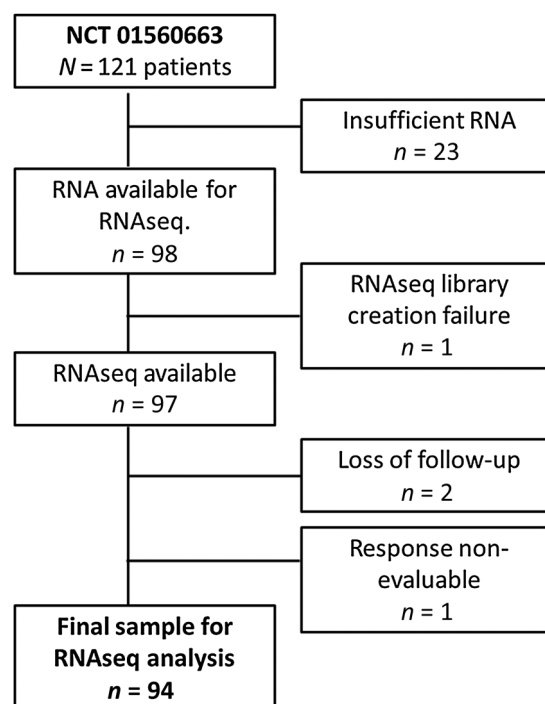 NCT 01560663
N = 121 patients
Insufficient RNA
n = 23
RNA available for
RNAseq.
n = 98
RNAseq library
creation failure
n = 1
RNAseq available
n = 97
Loss of follow-up
n = 2
Response non-
evaluable
n = 1
Final sample for
RNAseq analysis
n = 94